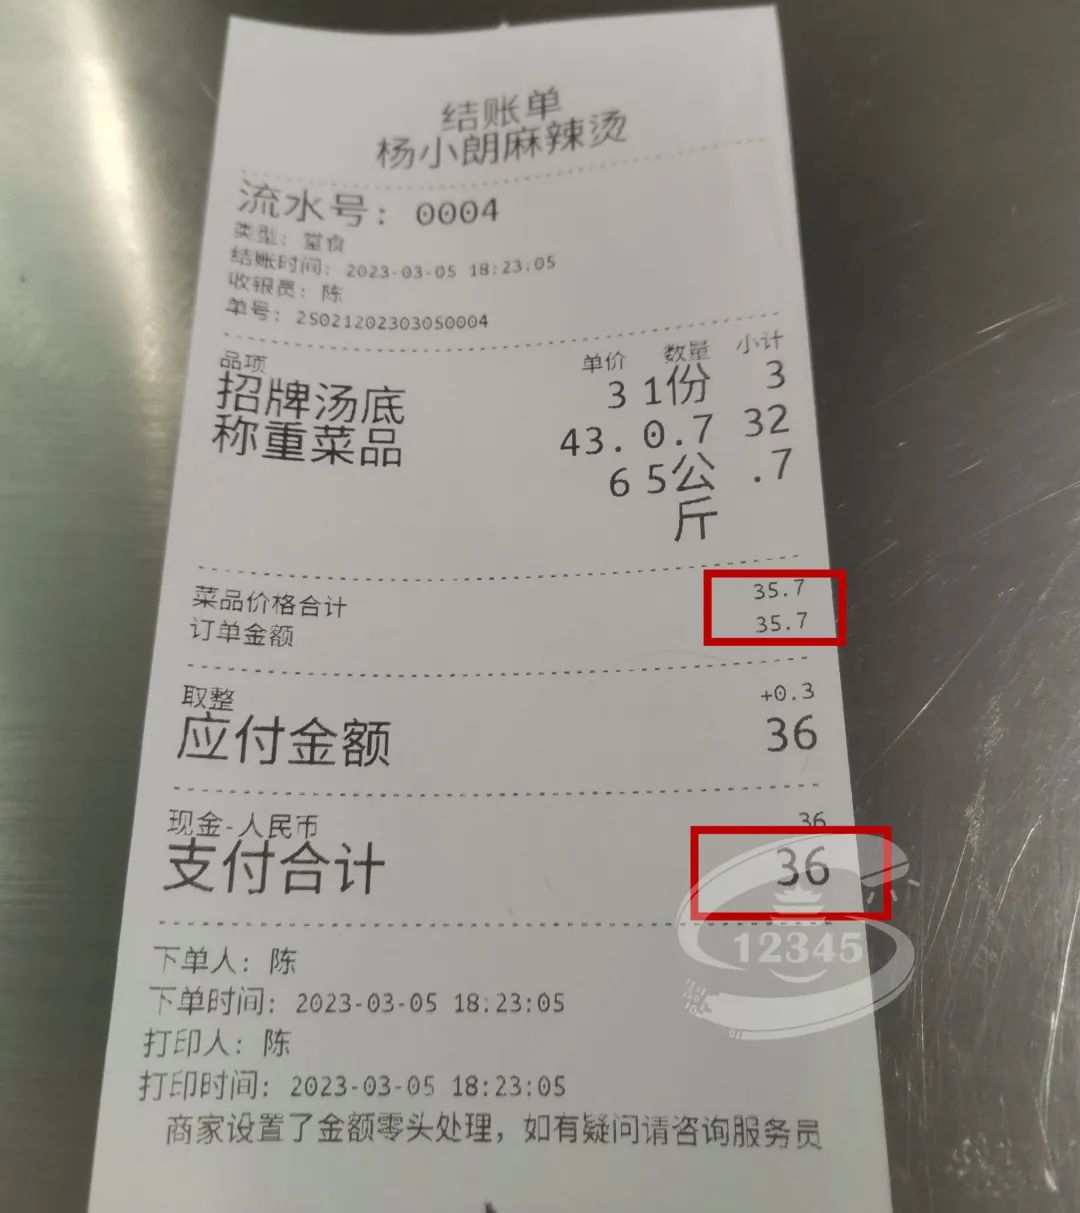 结账单
杨小朗麻辣烫
流水号: 0004
类型: 堂食
结账时间: 2023-03-05 18:23:05
收银员: 陈
单号: 25021202303050004
品项 单价 数量 小计
招牌汤底 3 1份 3
称重菜品 43. 0.7 32
6 5公 .7
斤
菜品价格合计 35.7
订单金额 35.7
取整 +0.3
应付金额 36
现金-人民币 36
支付合计 36
12345
下单人: 陈
下单时间: 2023-03-05 18:23:05
打印人: 陈
打印时间: 2023-03-05 18:23:05
商家设置了金额零头处理，如有疑问请咨询服务员